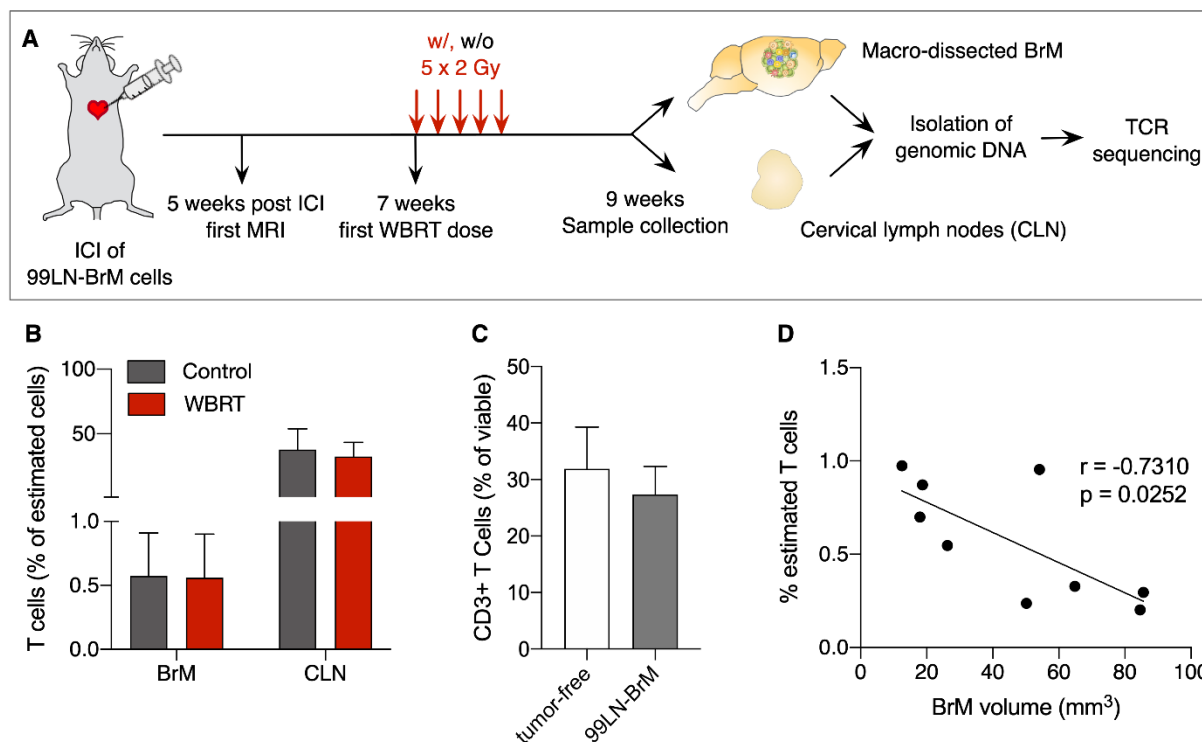 A
w/, w/o
5 x 2 Gy
Macro-dissected BrM
Isolation of
genomic DNA
TCR
sequencing
5 weeks post ICI
first MRI
7 weeks
first WBRT dose
9 weeks
Sample collection
Cervical lymph nodes (CLN)
ICI of
99LN-BrM cells
B
T cells (% of estimated cells)
100
50
1.0
0.5
0.0
Control
WBRT
BrM
CLN
C
CD3+ T Cells (% of viable)
50
40
30
20
10
0
tumor-free
99LN-BrM
D
% estimated T cells
1.5
1.0
0.5
0.0
r = -0.7310
p = 0.0252
0
20
40
60
80
100
BrM volume (mm³)